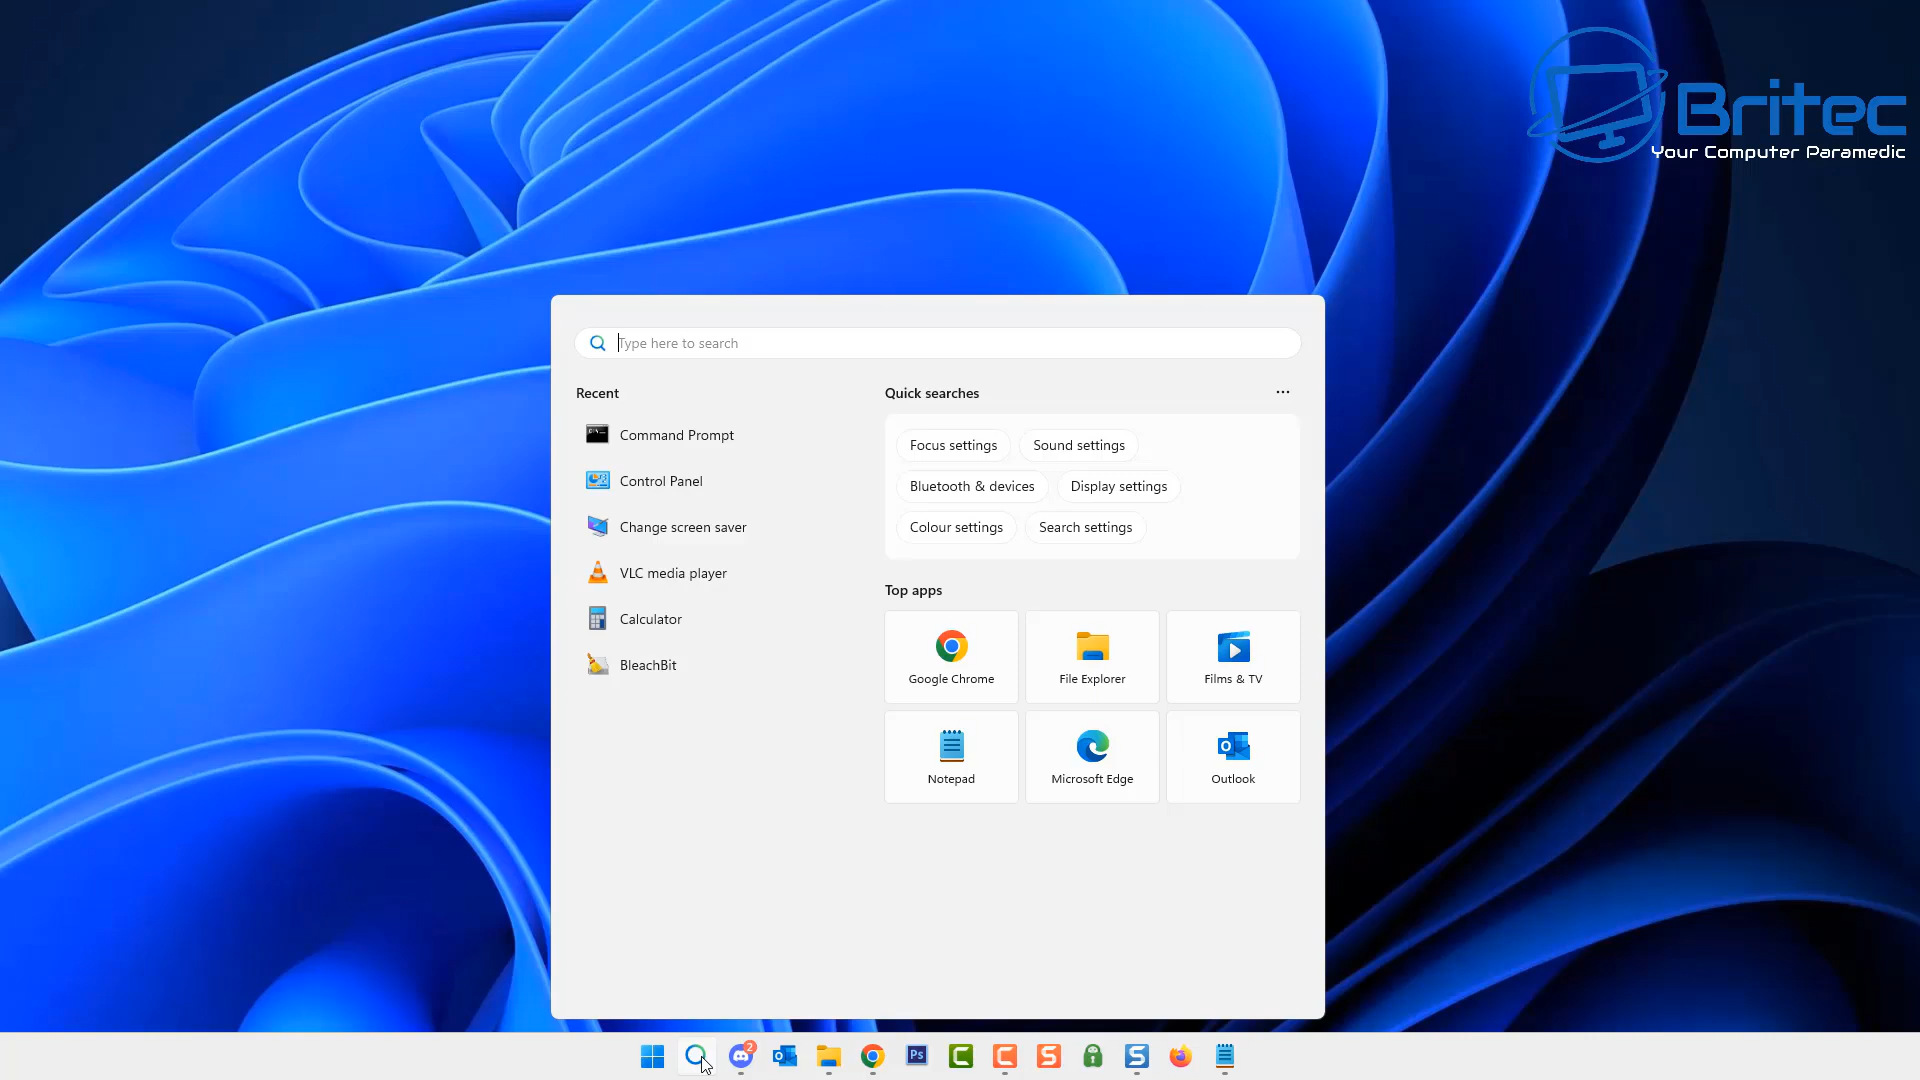 Britec
Your Computer Paramedic
Type here to search
Recent
Quick searches
...
Command Prompt
Control Panel
Change screen saver
VLC media player
Calculator
BleachBit
Focus settings
Sound settings
Bluetooth & devices
Display settings
Colour settings
Search settings
Top apps
Google Chrome
File Explorer
Films & TV
Notepad
Microsoft Edge
Outlook
2
Ps